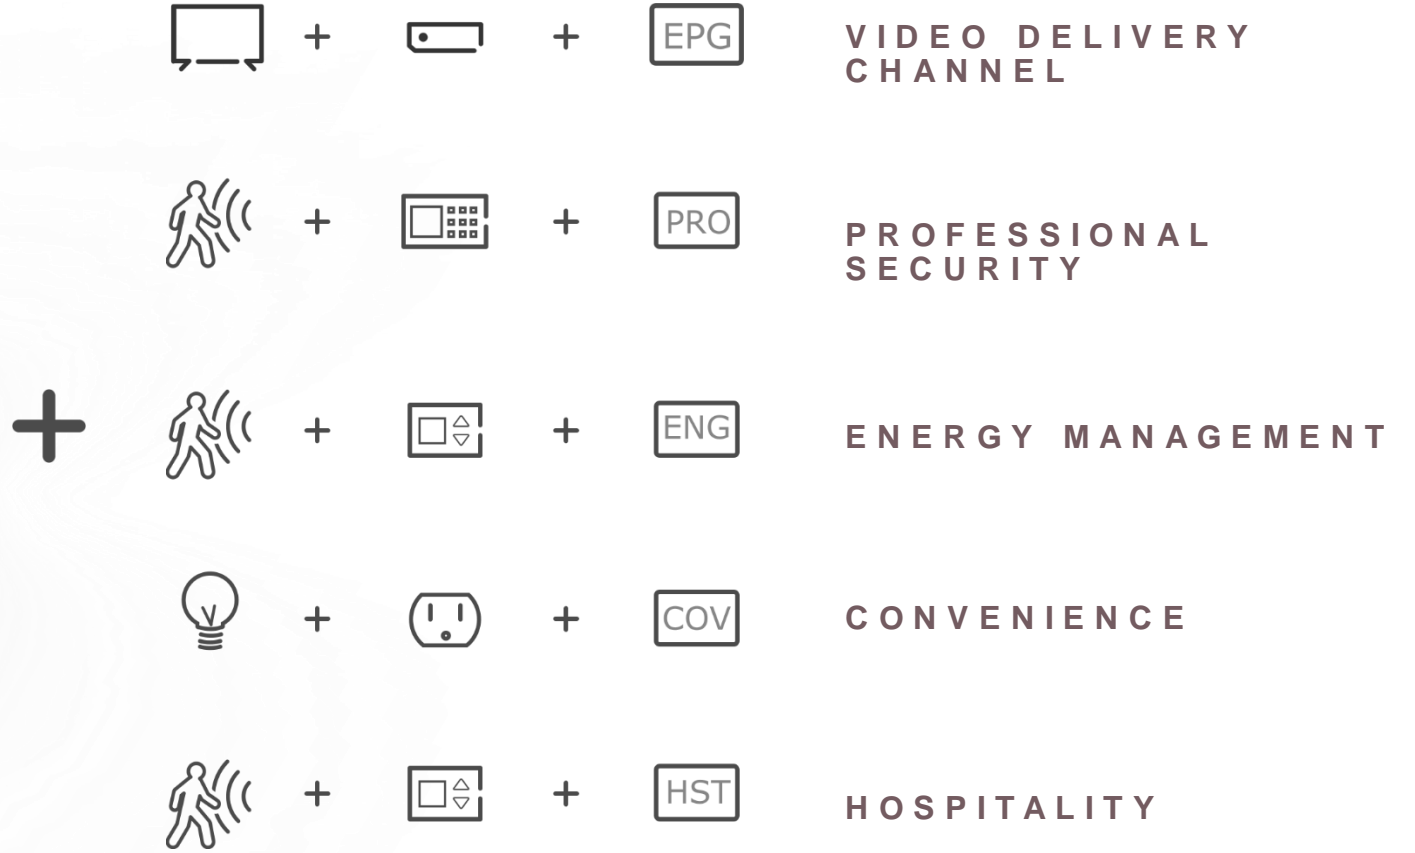 EPG
VIDEO DELIVERY
CHANNEL
PRO
PROFESSIONAL
SECURITY
ENG
ENERGY MANAGEMENT
COV
CONVENIENCE
HST
HOSPITALITY